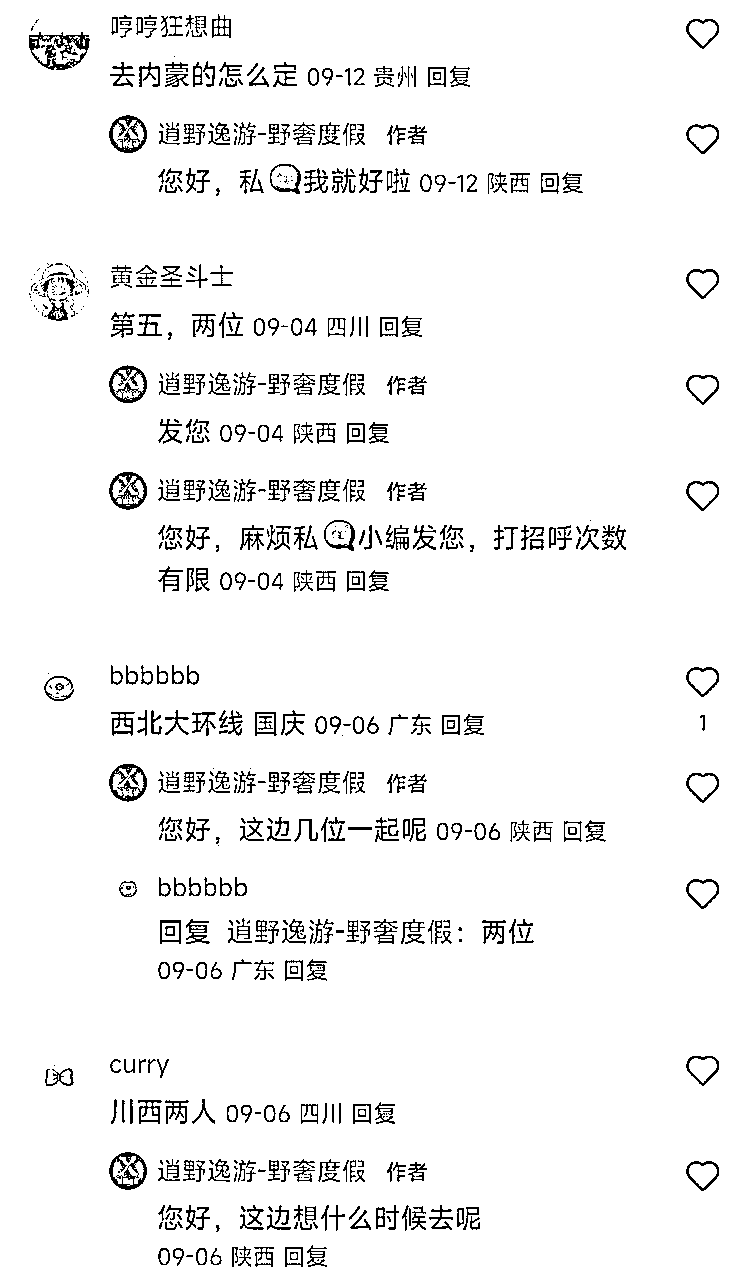 哼哼狂想曲
去内蒙的怎么定 09-12 贵州 回复
逍野逸游-野奢度假 作者
您好，私我就好啦 09-12 陕西 回复
黄金圣斗士
第五，两位 09-04 四川 回复
逍野逸游-野奢度假 作者
发您 09-04 陕西 回复
逍野逸游-野奢度假 作者
您好，麻烦私小编发您，打招呼次数
有限 09-04 陕西 回复
bbbbbb
西北大环线 国庆 09-06 广东 回复
1
逍野逸游-野奢度假 作者
您好，这边几位一起呢 09-06 陕西 回复
bbbbbb
回复 逍野逸游-野奢度假：两位
09-06 广东 回复
curry
川西两人 09-06 四川 回复
逍野逸游-野奢度假 作者
您好，这边想什么时候去呢
09-06 陕西 回复